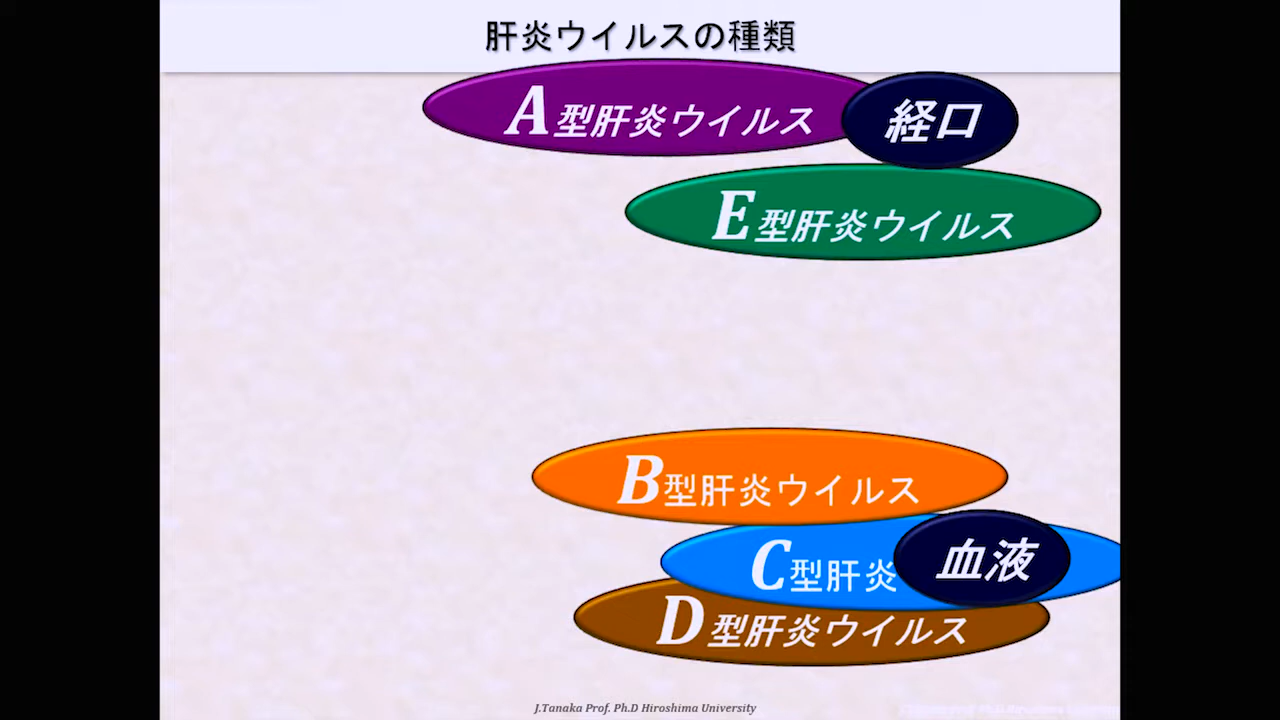 肝炎ウイルスの種類
A型肝炎ウイルス
経口
E型肝炎ウイルス
B型肝炎ウイルス
C型肝炎
血液
D型肝炎ウイルス
J.Tanaka Prof. Ph.D Hiroshima University